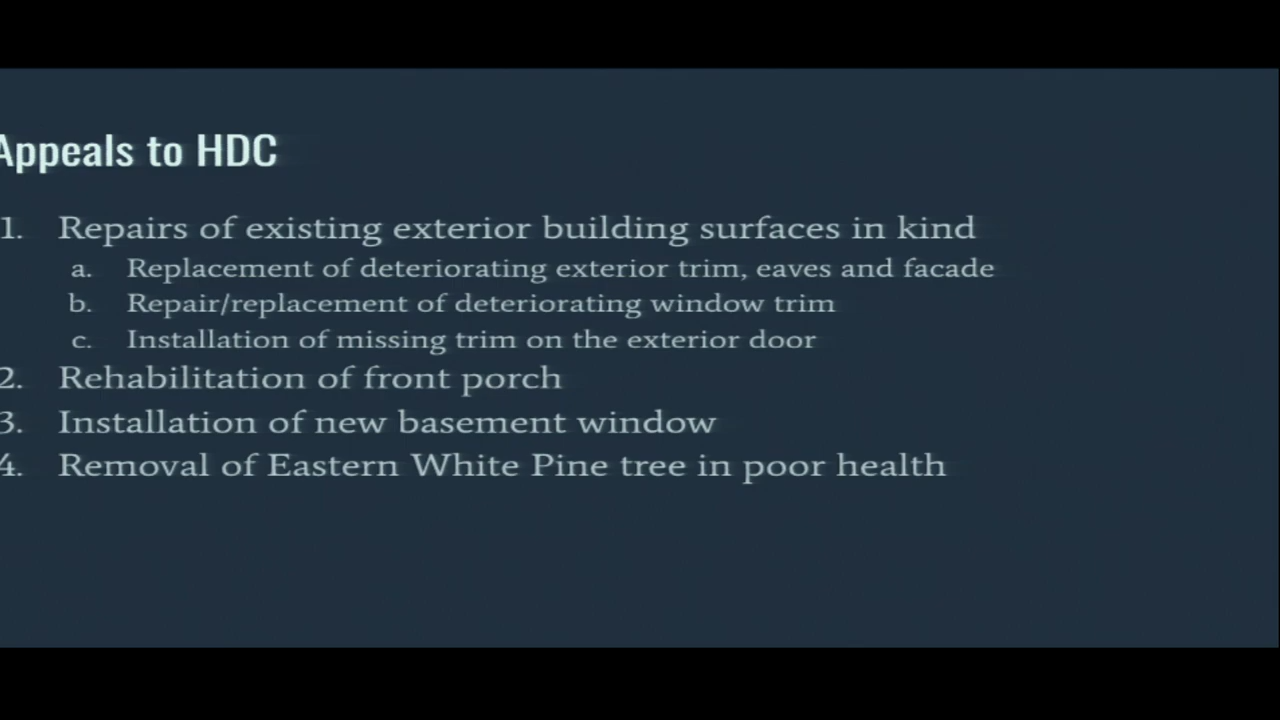 Appeals to HDC
1. Repairs of existing exterior building surfaces in kind
a. Replacement of deteriorating exterior trim, eaves and facade
b. Repair/replacement of deteriorating window trim
c. Installation of missing trim on the exterior door
2. Rehabilitation of front porch
3. Installation of new basement window
4. Removal of Eastern White Pine tree in poor health